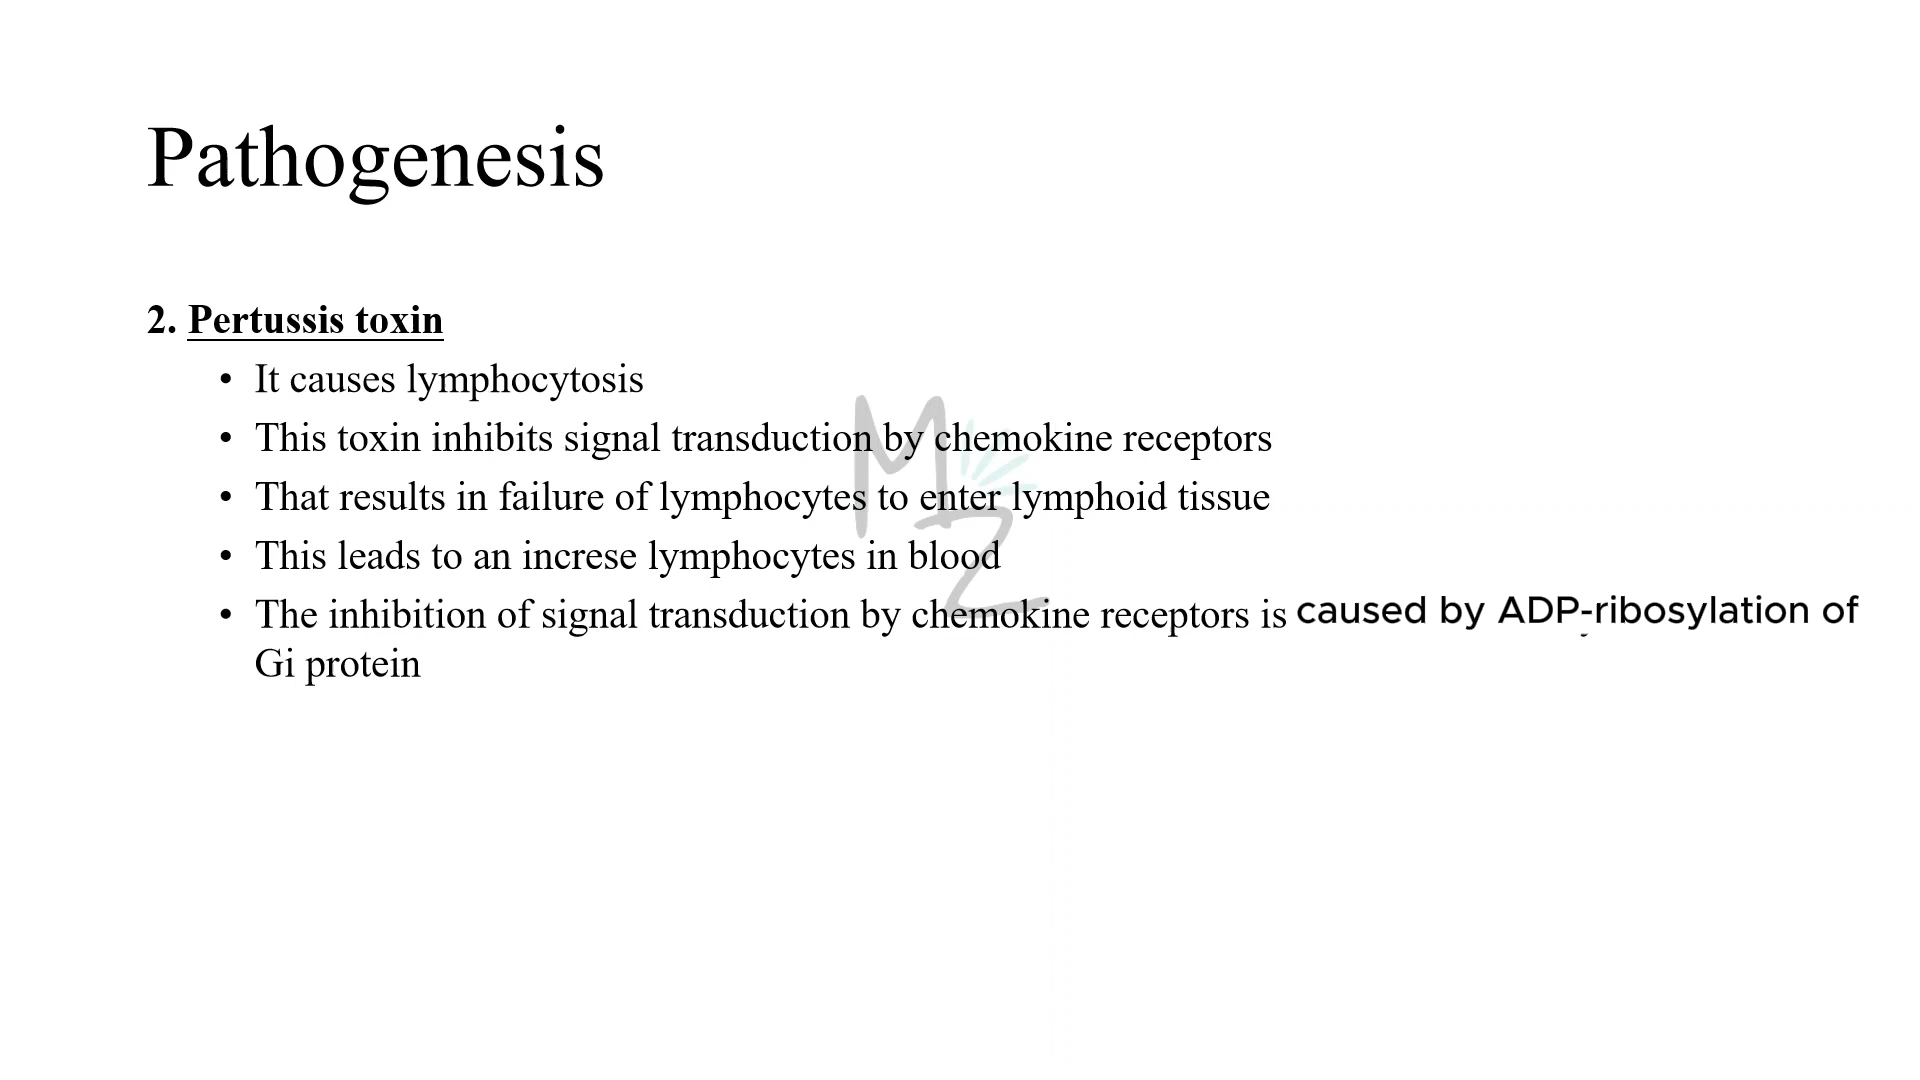 Pathogenesis
2. Pertussis toxin
• It causes lymphocytosis
• This toxin inhibits signal transduction by chemokine receptors
• That results in failure of lymphocytes to enter lymphoid tissue
• This leads to an increse lymphocytes in blood
• The inhibition of signal transduction by chemokine receptors is caused by ADP-ribosylation of
Gi protein
MZ